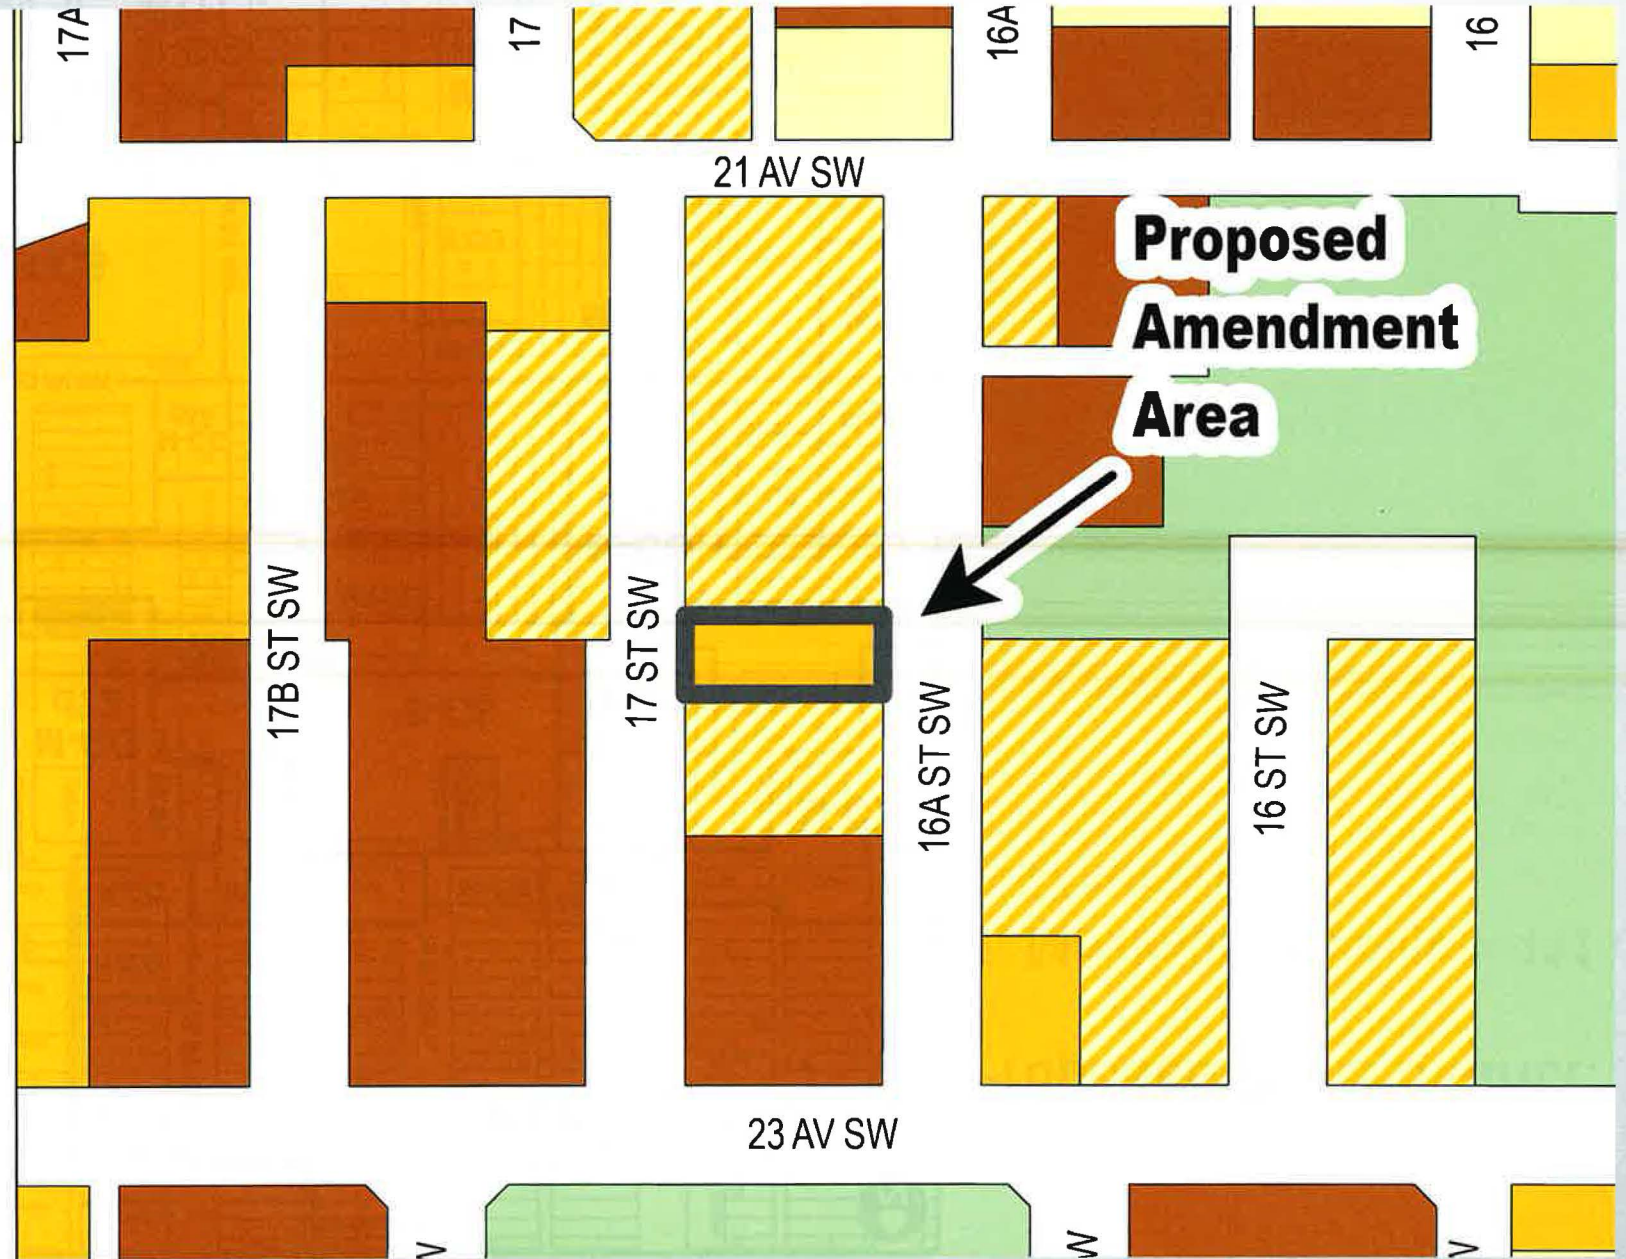 17A
17
16A
16
21 AV SW
Proposed
Amendment
Area
17B ST SW
17 ST SW
16A ST SW
16 ST SW
23 AV SW
W
W
W